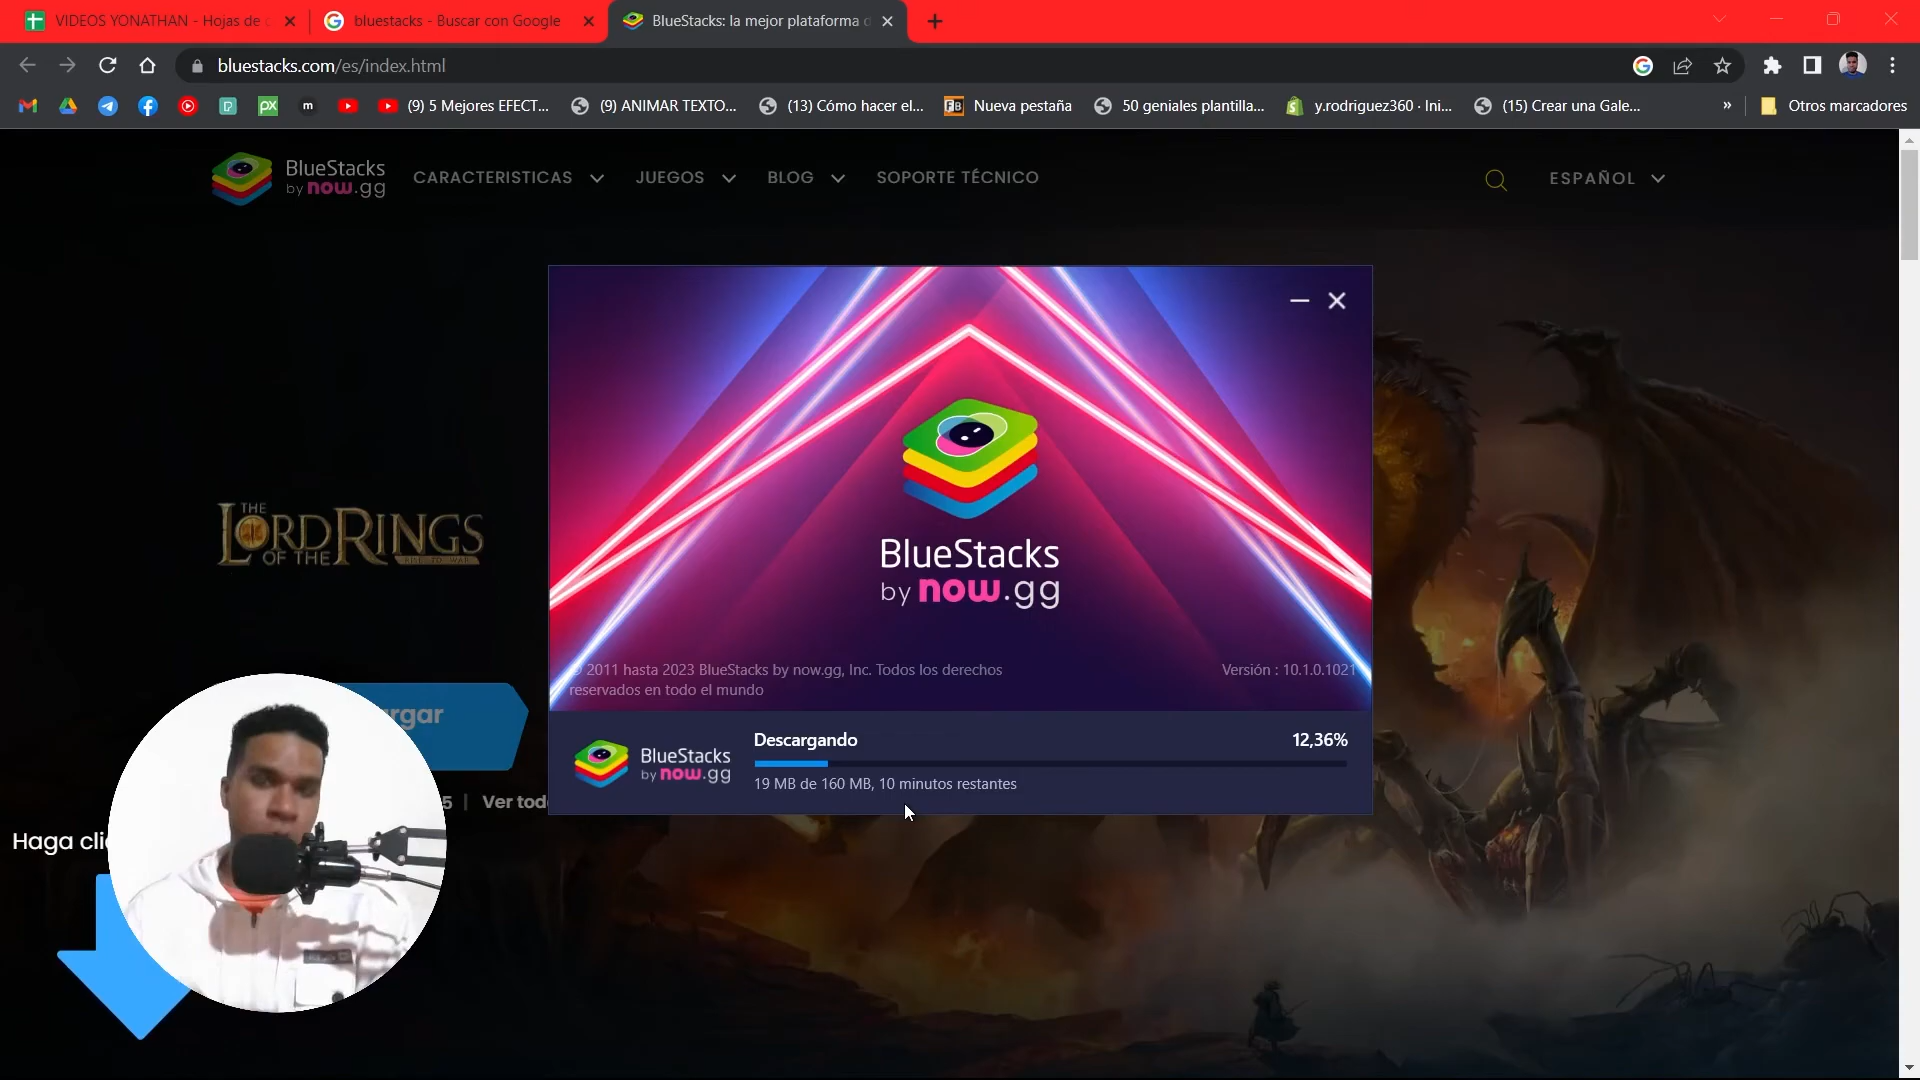 VIDEOS YONATHAN - Hojas de
bluestacks - Buscar con Google
BlueStacks: la mejor plataforma
bluestacks.com/es/index.html
(9) 5 Mejores EFECT...
(9) ANIMAR TEXTO...
(13) Cómo hacer el...
Nueva pestaña
50 geniales plantilla...
y.rodriguez360 · Ini...
(15) Crear una Gale...
»
Otros marcadores
BlueStacks
by now.gg
CARACTERISTICAS
JUEGOS
BLOG
SOPORTE TÉCNICO
ESPAÑOL
THE
LORD RINGS
OF THE
RISE TO WAR
BlueStacks
by now.gg
2011 hasta 2023 BlueStacks by now.gg, Inc. Todos los derechos
reservados en todo el mundo
Versión : 10.1.0.1021
rgar
BlueStacks
by now.gg
Descargando
12,36%
19 MB de 160 MB, 10 minutos restantes
5 | Ver tod
Haga cli